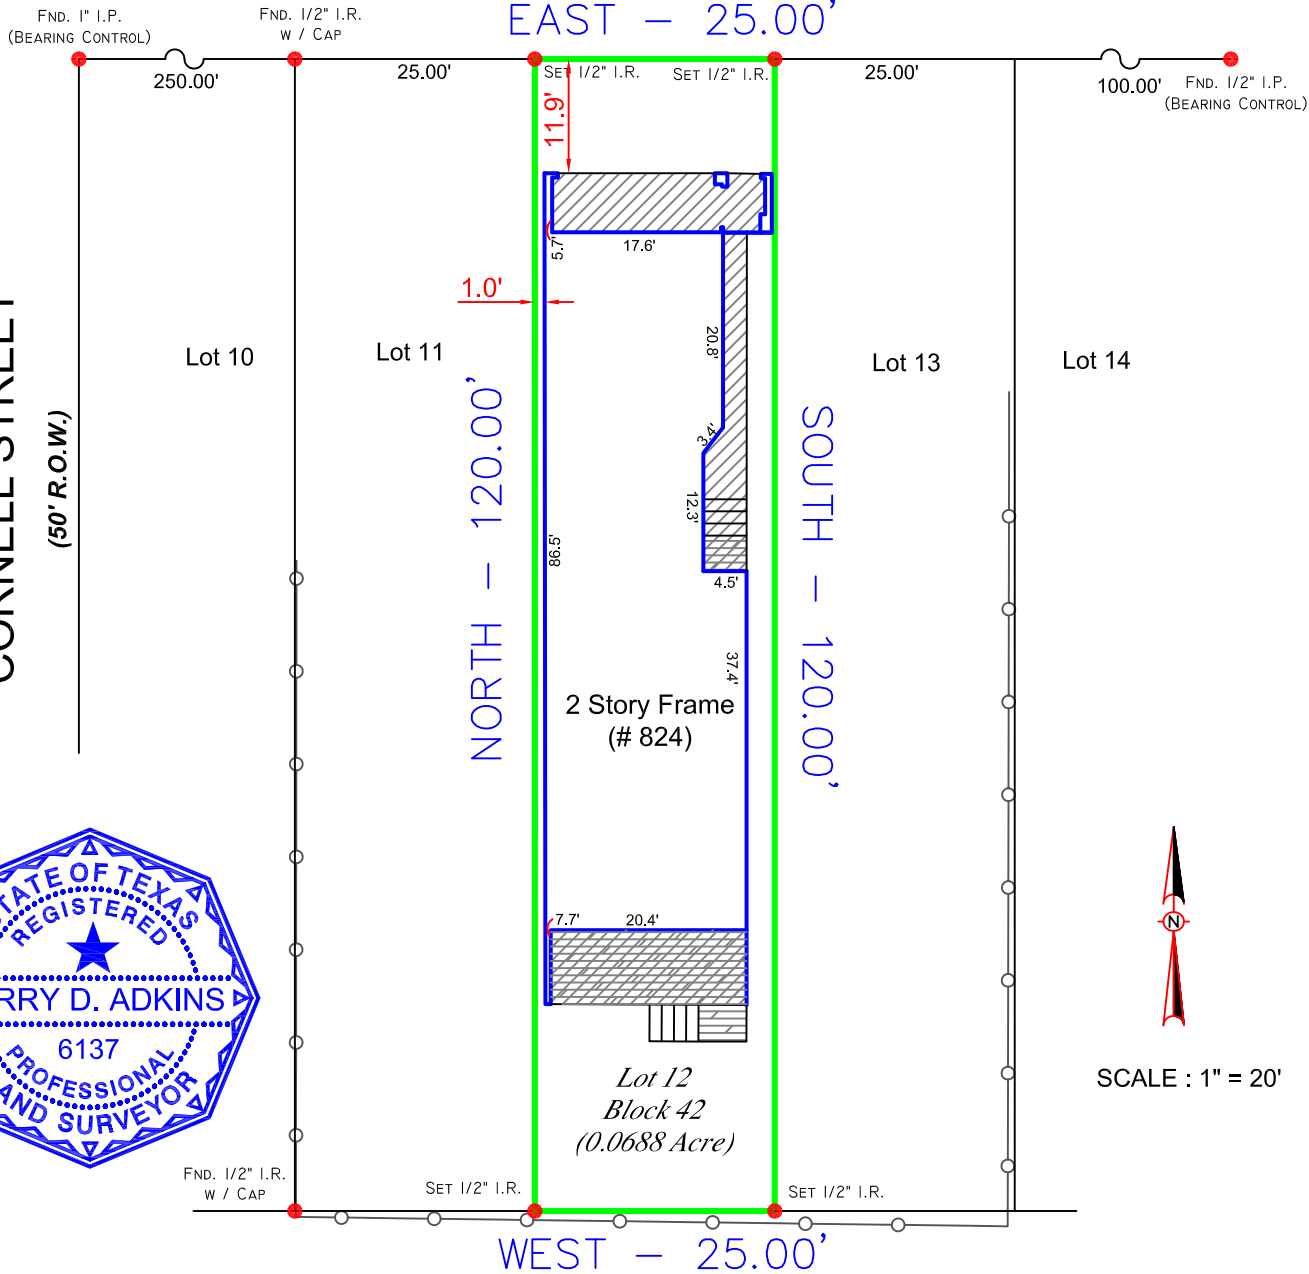 EAST - 25.00'
FND. 1" I.P.
(BEARING CONTROL)
FND. 1/2" I.R.
W / CAP
250.00'
25.00'
SET 1/2" I.R.
SET 1/2" I.R.
25.00'
100.00'
FND. 1/2" I.P.
(BEARING CONTROL)
11.9'
5.7'
17.6'
1.0'
20.8'
Lot 10
Lot 11
Lot 13
Lot 14
(50' R.O.W.)
NORTH - 120.00'
SOUTH - 120.00'
3.4'
12.3'
86.5'
4.5'
37.4'
2 Story Frame
(# 824)
7.7'
20.4'
REGISTERED
D. ADKINS
6137
PROFESSIONAL
SURVEYOR
OF TEXAS
Lot 12
Block 42
(0.0688 Acre)
N
SCALE : 1" = 20'
FND. 1/2" I.R.
W / CAP
SET 1/2" I.R.
SET 1/2" I.R.
WEST - 25.00'